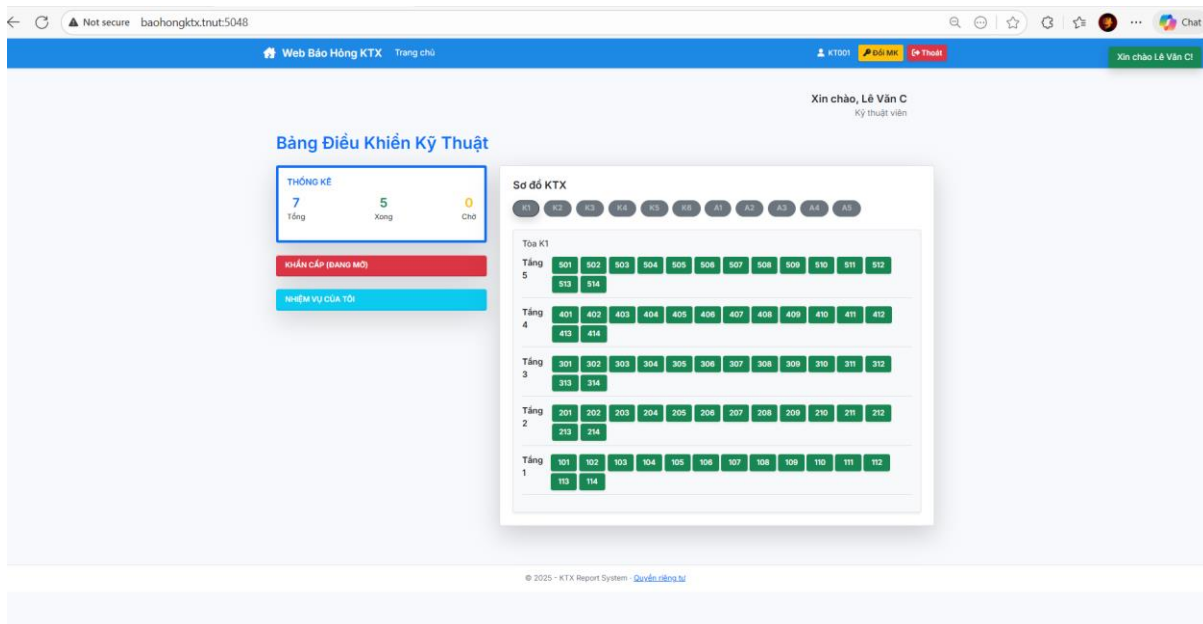 Not secure baohongktx.tnut:5048
Chat
Web Báo Hỏng KTX Trang chủ
KT001 Đổi MK Thoát
Xin chào Lê Văn C!
Xin chào, Lê Văn C
Kỹ thuật viên
Bảng Điều Khiển Kỹ Thuật
THỐNG KÊ
7 5 0
Tổng Xong Chờ
KHẨN CẤP (ĐANG MỞ)
NHIỆM VỤ CỦA TÔI
Sơ đồ KTX
K1 K2 K3 K4 K5 K6 A1 A2 A3 A4 A5
Tòa K1
Tầng 5
501 502 503 504 505 506 507 508 509 510 511 512
513 514
Tầng 4
401 402 403 404 405 406 407 408 409 410 411 412
413 414
Tầng 3
301 302 303 304 305 306 307 308 309 310 311 312
313 314
Tầng 2
201 202 203 204 205 206 207 208 209 210 211 212
213 214
Tầng 1
101 102 103 104 105 106 107 108 109 110 111 112
113 114
© 2025 - KTX Report System - Quyền riêng tư